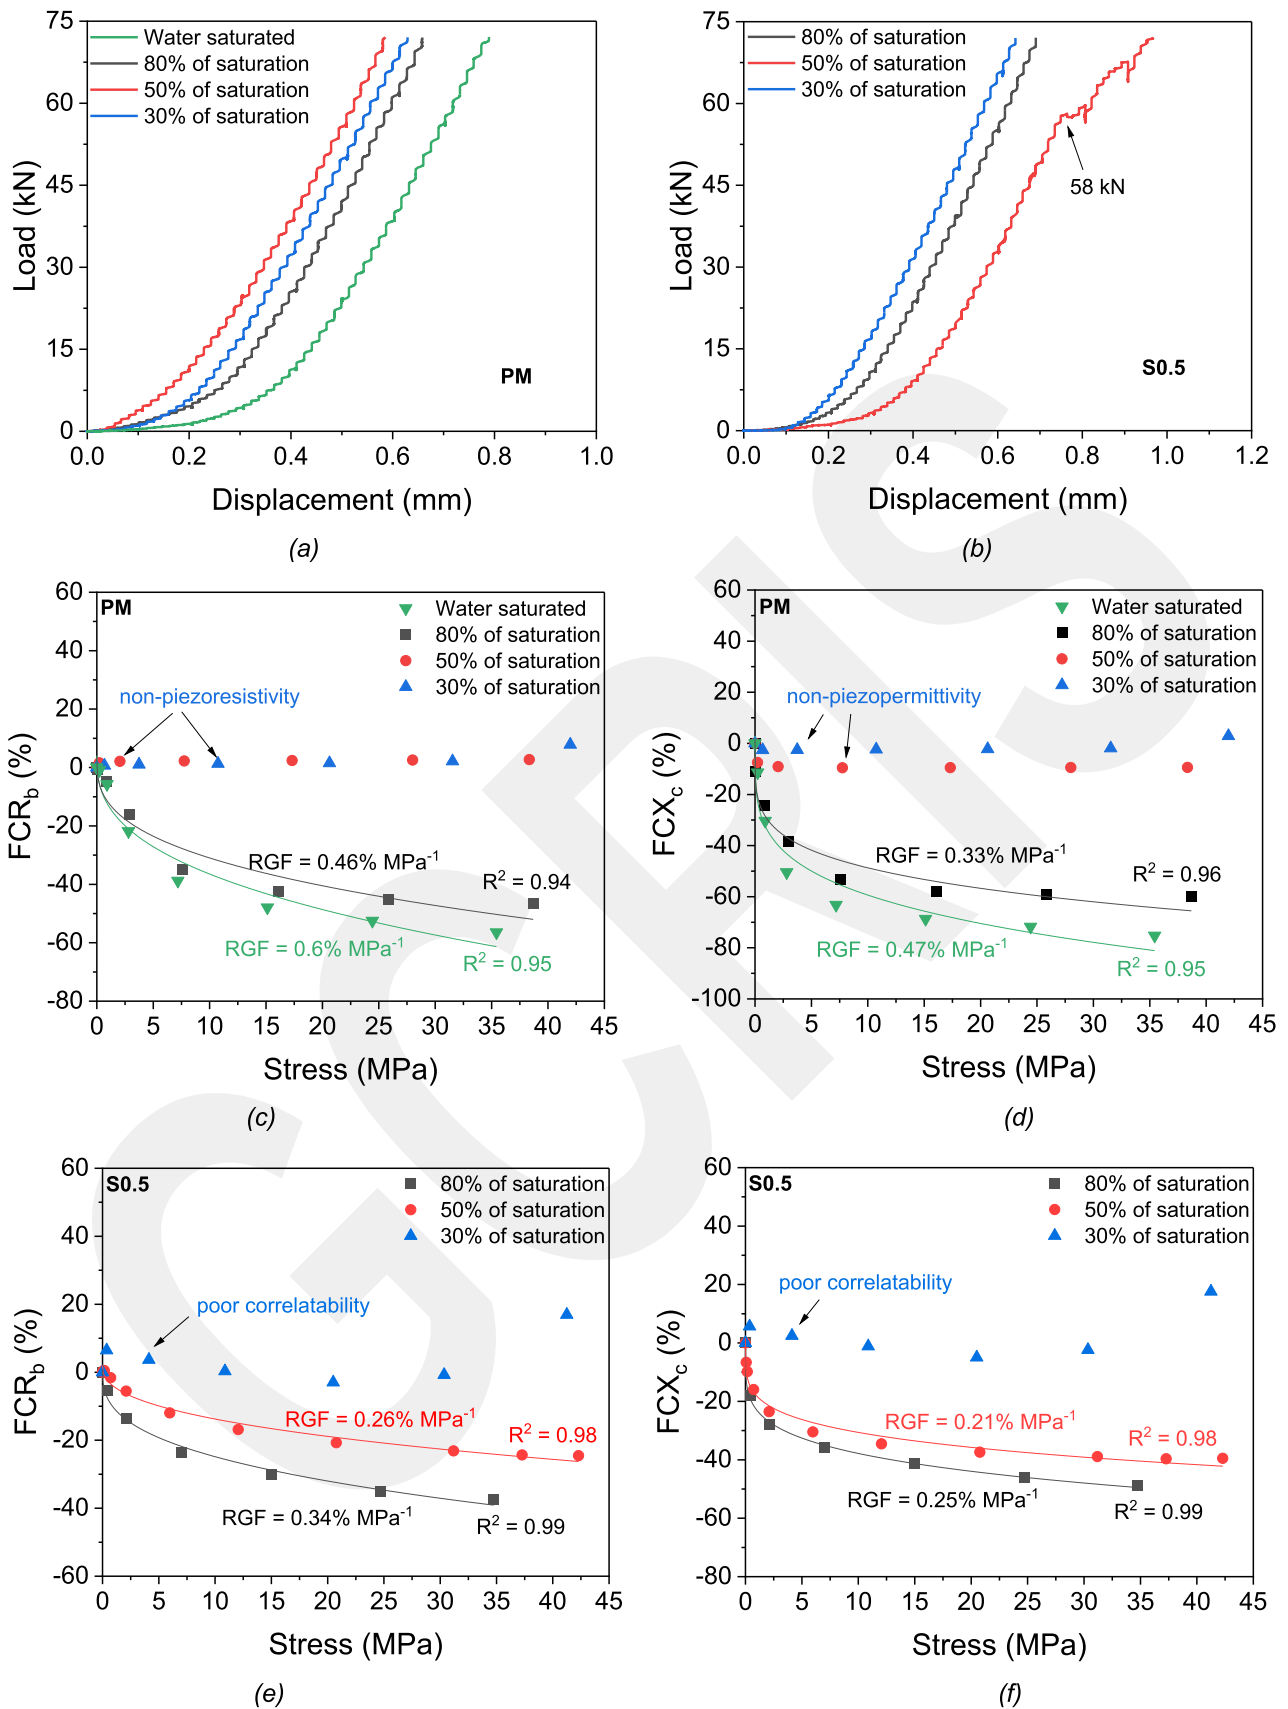 75
60
45
30
15
0
Load (kN)
Water saturated
80% of saturation
50% of saturation
30% of saturation
PM
0.0 0.2 0.4 0.6 0.8 1.0
Displacement (mm)
(a)
75
60
45
30
15
0
Load (kN)
80% of saturation
50% of saturation
30% of saturation
58 kN
S0.5
0.0 0.2 0.4 0.6 0.8 1.0 1.2
Displacement (mm)
(b)
60
40
20
0
-20
-40
-60
-80
FCR_b (%)
PM
Water saturated
80% of saturation
50% of saturation
30% of saturation
non-piezoresistivity
RGF = 0.46% MPa⁻¹
R² = 0.94
RGF = 0.6% MPa⁻¹
R² = 0.95
0 5 10 15 20 25 30 35 40 45
Stress (MPa)
(c)
60
40
20
0
-20
-40
-60
-80
-100
FCX_c (%)
PM
Water saturated
80% of saturation
50% of saturation
30% of saturation
non-piezopermittivity
RGF = 0.33% MPa⁻¹
R² = 0.96
RGF = 0.47% MPa⁻¹
R² = 0.95
0 5 10 15 20 25 30 35 40 45
Stress (MPa)
(d)
60
40
20
0
-20
-40
-60
FCR_b (%)
S0.5
80% of saturation
50% of saturation
30% of saturation
poor correlatability
RGF = 0.26% MPa⁻¹
R² = 0.98
RGF = 0.34% MPa⁻¹
R² = 0.99
0 5 10 15 20 25 30 35 40 45
Stress (MPa)
(e)
60
40
20
0
-20
-40
-60
-80
FCX_c (%)
S0.5
80% of saturation
50% of saturation
30% of saturation
poor correlatability
RGF = 0.21% MPa⁻¹
R² = 0.98
RGF = 0.25% MPa⁻¹
R² = 0.99
0 5 10 15 20 25 30 35 40 45
Stress (MPa)
(f)
GCRIS